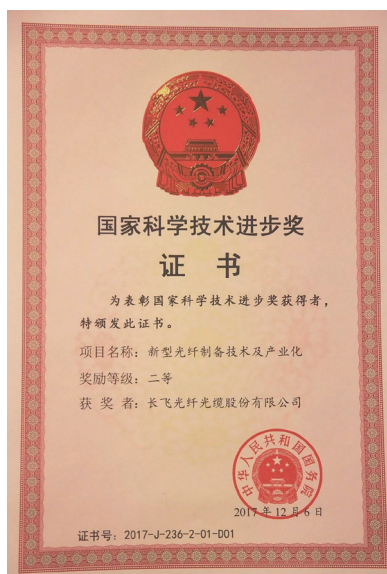 国家科学技术进步奖
证 书
为表彰国家科学技术进步奖获得者，
特颁发此证书。
项目名称：新型光纤制备技术及产业化
奖励等级：二等
获 奖 者：长飞光纤光缆股份有限公司
中华人民共和国国务院
2017年12月6日
证书号：2017-J-236-2-01-D01